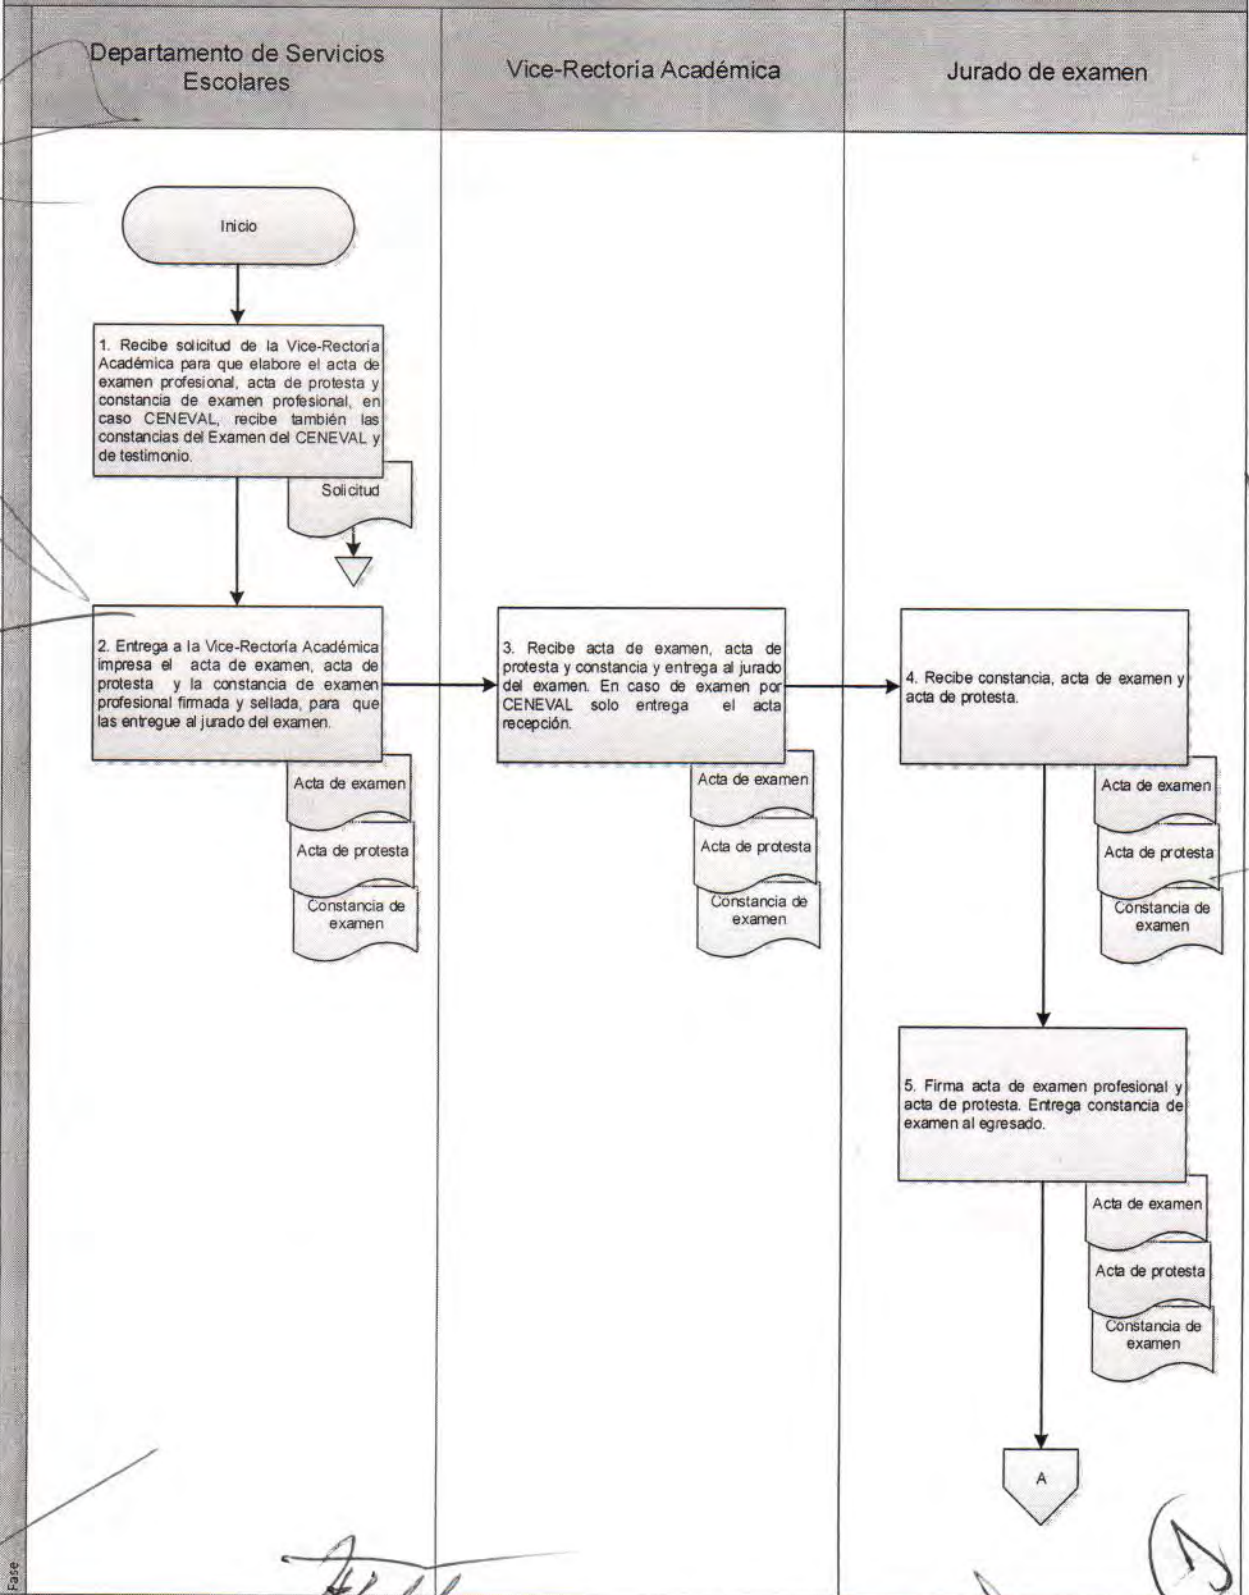 Departamento de Servicios
Escolares
Vice-Rectoría Académica
Jurado de examen
Inicio
1. Recibe solicitud de la Vice-Rectoría
Académica para que elabore el acta de
examen profesional, acta de protesta y
constancia de examen profesional, en
caso CENEVAL, recibe también las
constancias del Examen del CENEVAL y
de testimonio.
Solicitud
2. Entrega a la Vice-Rectoría Académica
impresa el acta de examen, acta de
protesta y la constancia de examen
profesional firmada y sellada, para que
las entregue al jurado del examen.
Acta de examen
Acta de protesta
Constancia de
examen
3. Recibe acta de examen, acta de
protesta y constancia y entrega al jurado
del examen. En caso de examen por
CENEVAL solo entrega el acta
recepción.
Acta de examen
Acta de protesta
Constancia de
examen
4. Recibe constancia, acta de examen y
acta de protesta.
Acta de examen
Acta de protesta
Constancia de
examen
5. Firma acta de examen profesional y
acta de protesta. Entrega constancia de
examen al egresado.
Acta de examen
Acta de protesta
Constancia de
examen
A
Fase